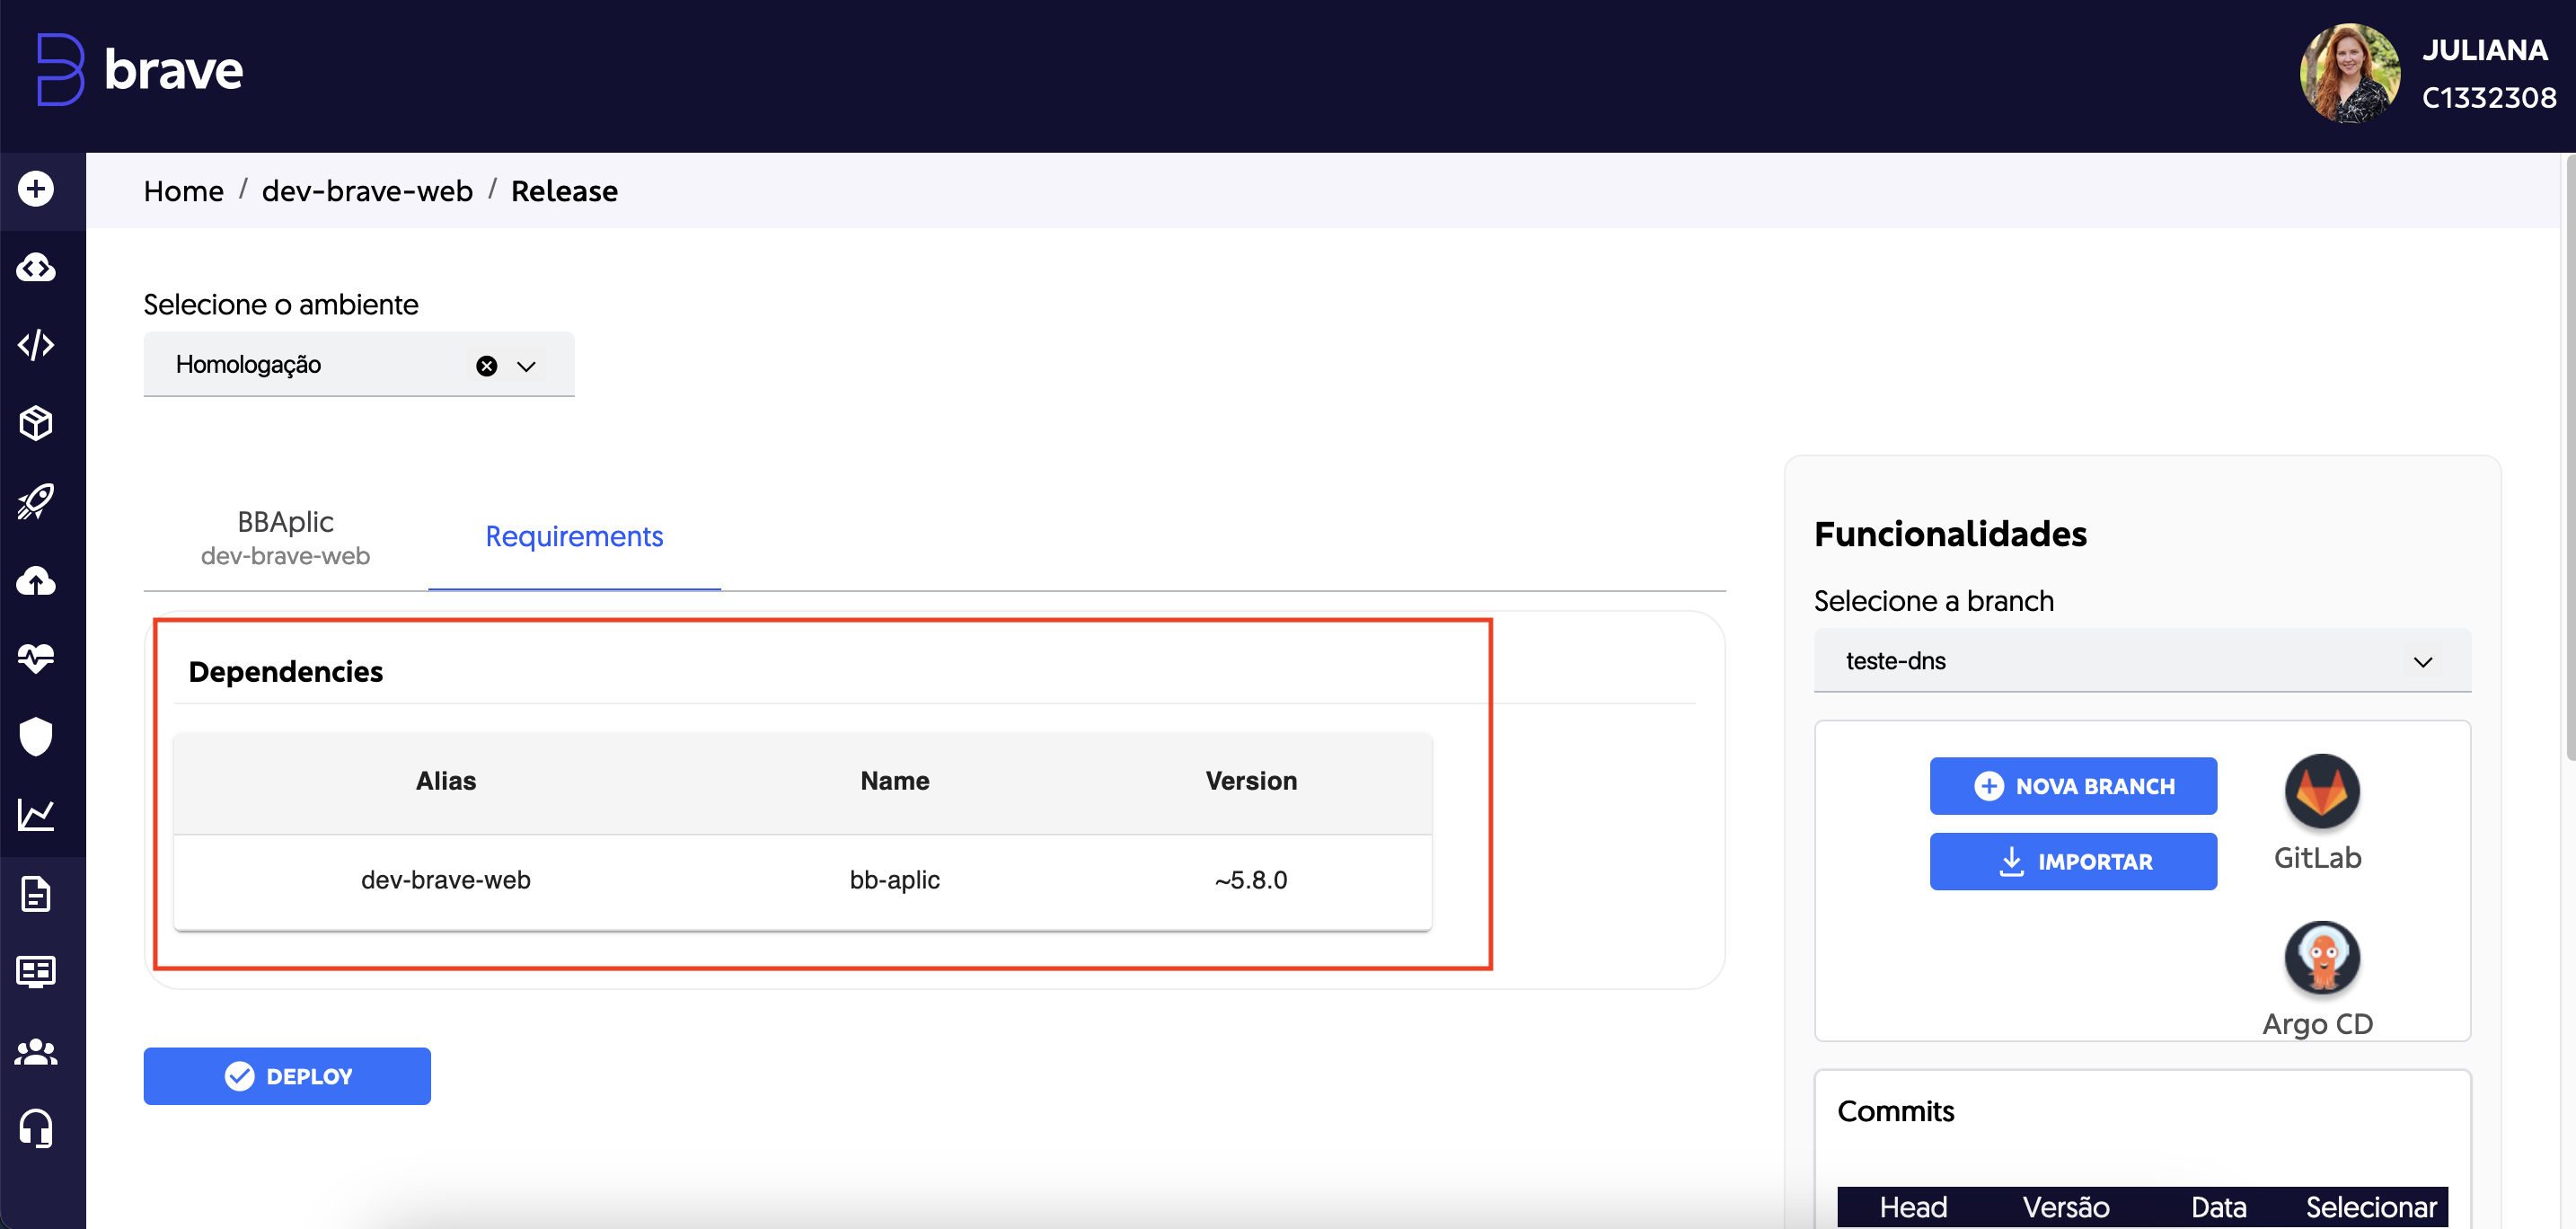 brave
JULIANA
C1332308
Home / dev-brave-web / Release
Selecione o ambiente
Homologação
BBAplic
dev-brave-web
Requirements
Dependencies
Alias Name Version
dev-brave-web bb-aplic ~5.8.0
DEPLOY
Funcionalidades
Selecione a branch
teste-dns
NOVA BRANCH
IMPORTAR
GitLab
Argo CD
Commits
Head Versão Data Selecionar